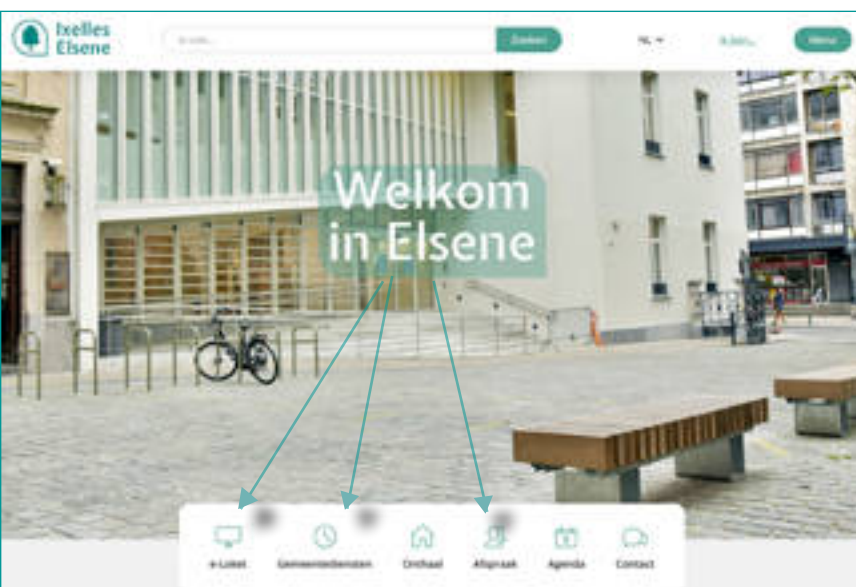 Ixelles
Elsene
Zoeken
NL
Menu
Welkom
in Elsene
e-Loket
Gemeentediensten
Onthaal
Afspraak
Agenda
Contact